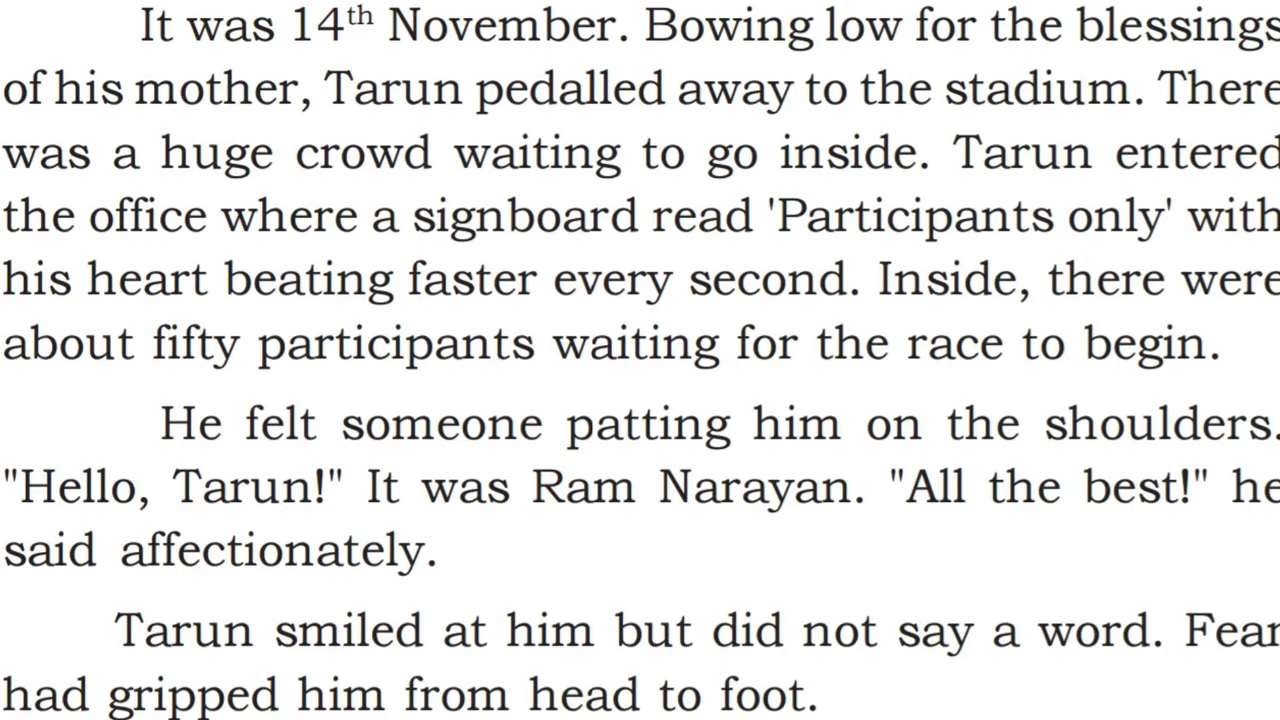 It was 14th November. Bowing low for the blessings
of his mother, Tarun pedalled away to the stadium. There
was a huge crowd waiting to go inside. Tarun entered
the office where a signboard read 'Participants only' with
his heart beating faster every second. Inside, there were
about fifty participants waiting for the race to begin.
He felt someone patting him on the shoulders.
"Hello, Tarun!" It was Ram Narayan. "All the best!" he
said affectionately.
Tarun smiled at him but did not say a word. Fear
had gripped him from head to foot.